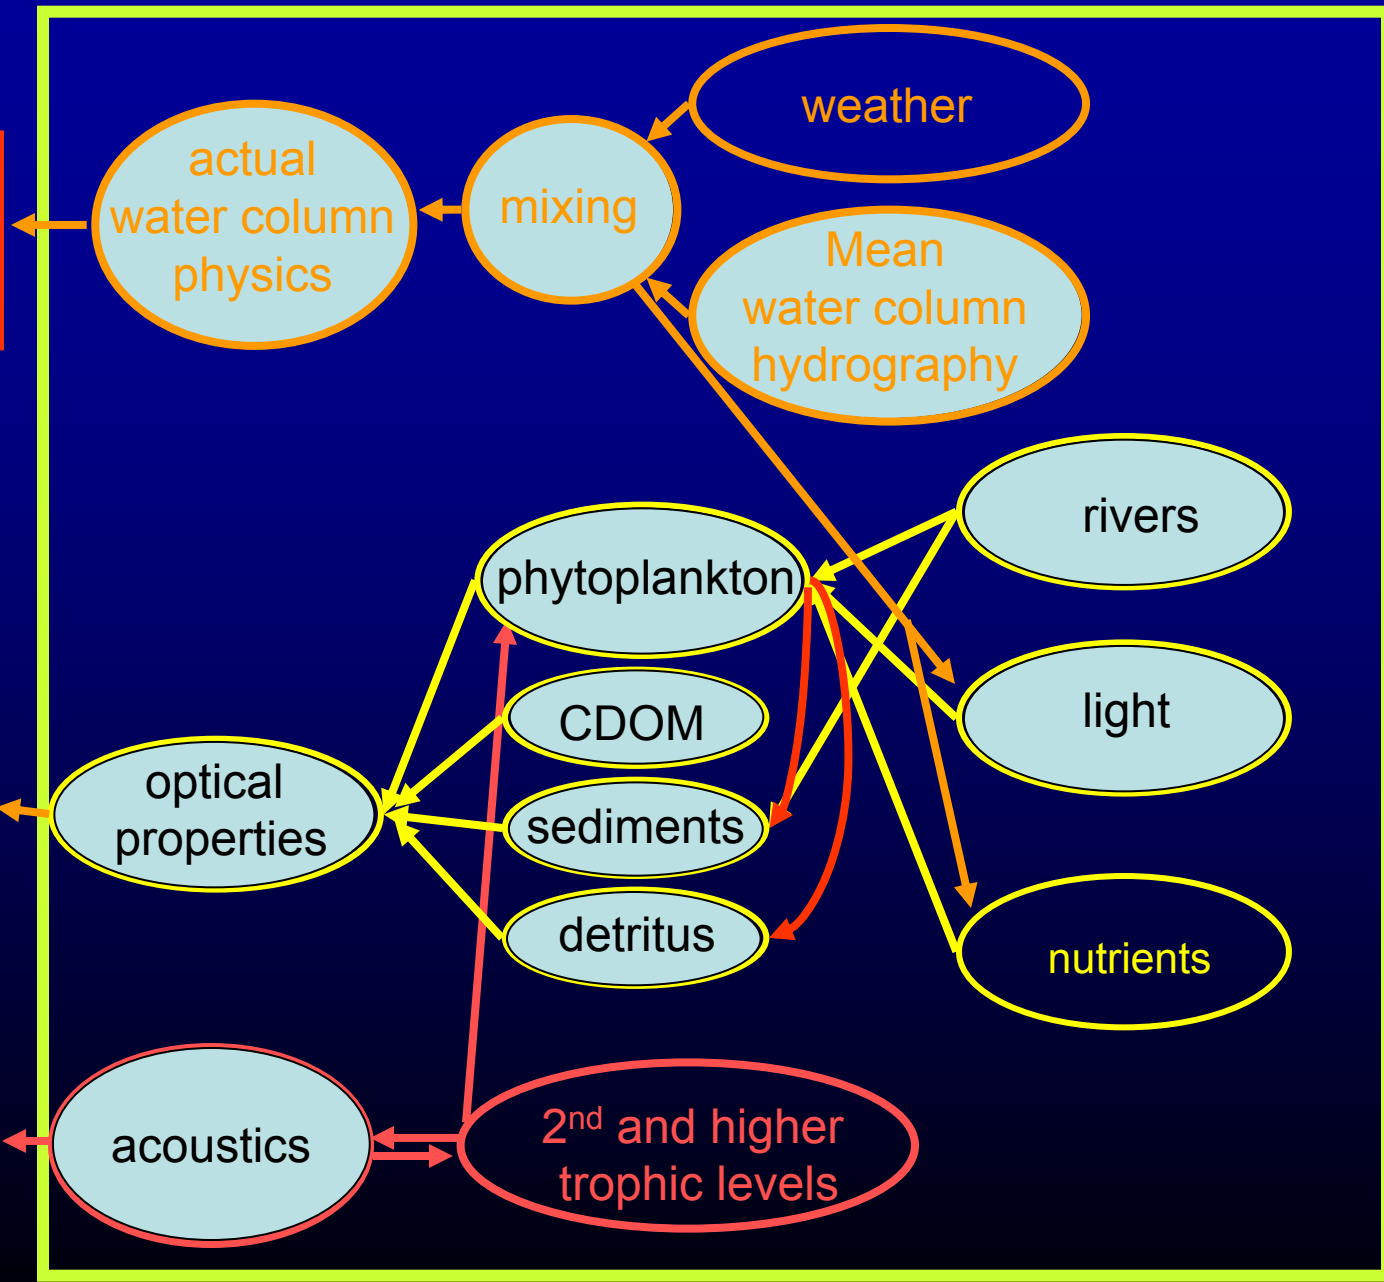 weather
actual
water column
physics
mixing
Mean
water column
hydrography
rivers
phytoplankton
light
CDOM
optical
properties
sediments
detritus
nutrients
acoustics
2nd and higher
trophic levels